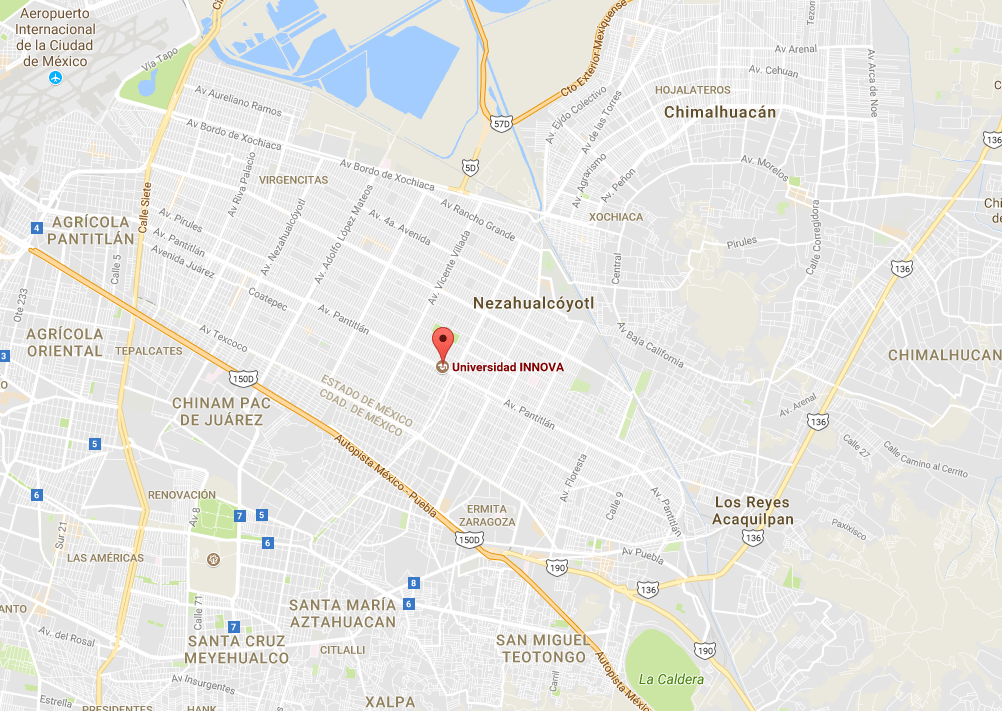 Aeropuerto
Internacional
de la Ciudad
de México
Vía Tapo
Cto Exterior Mexiquense
Av Arenal
Av. Cehuan
Av Arca de Noe
HOJALATEROS
Chimalhuacán
Av. Ejido Colectivo
Av de las Torres
57D
136
Av Aureliano Ramos
Av Bordo de Xochiaca
Av Bordo de Xochiaca
5D
Av. Agrarismo
Av. Peñon
Av. Morelos
VIRGENCITAS
Av Riva Palacio
Calle Siete
Av. Nezahualcóyotl
Av. Adolfo López Mateos
Av Rancho Grande
XOCHIACA
Calle Corregidora
4
AGRÍCOLA
PANTITLÁN
Av. Pirules
Av. Pantitlán
Avenida Juárez
Av. 4a. Avenida
Av. Vicente Villada
Pirules
Central
136
Calle 5
Ote 233
Coatepec
Av. Pantitlán
Nezahualcóyotl
AGRÍCOLA
ORIENTAL
TEPALCATES
Av Texcoco
Av Baja California
3
Universidad INNOVA
CHIMALHUCAN
150D
ESTADO DE MÉXICO
CDAD. DE MÉXICO
CHINAM PAC
DE JUÁREZ
Av. Pantitlán
Av. Arenal
136
5
Autopista México - Puebla
Calle 27
Calle Camino al Cerrito
Av. Floresta
Calle 9
Av. Pantitlán
6
RENOVACIÓN
Av 8
7
5
ERMITA
ZARAGOZA
Los Reyes
Acaquilpan
Paxixisco
Sur 21
6
150D
136
LAS AMÉRICAS
Av Puebla
190
8
136
6
Calle 71
SANTA MARÍA
AZTAHUACAN
7
Av. del Rosal
SANTA CRUZ
MEYEHUALCO
CITLALLI
SAN MIGUEL
TEOTONGO
190
Autopista México
La Caldera
Av Insurgentes
Carril
Estrella
PRESIDENTES
HANK
XALPA